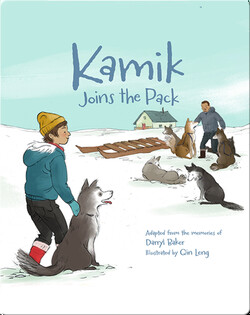 Kamik
Joins the Pack
Adapted from the memories of
Darryl Baker
Illustrated by Qin Leng